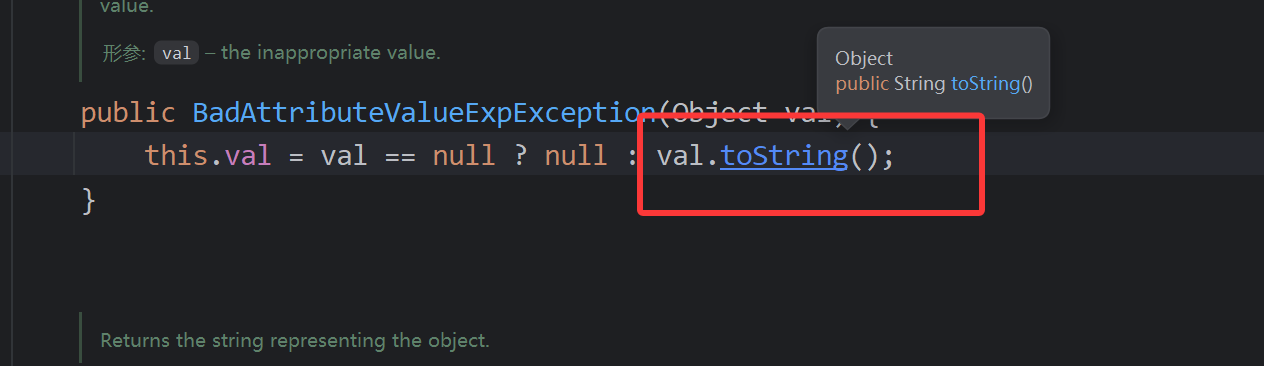 value.
形参: val – the inappropriate value.
Object
public String toString()
public BadAttributeValueExpException(Object val) {
this.val = val == null ? null : val.toString();
}
Returns the string representing the object.